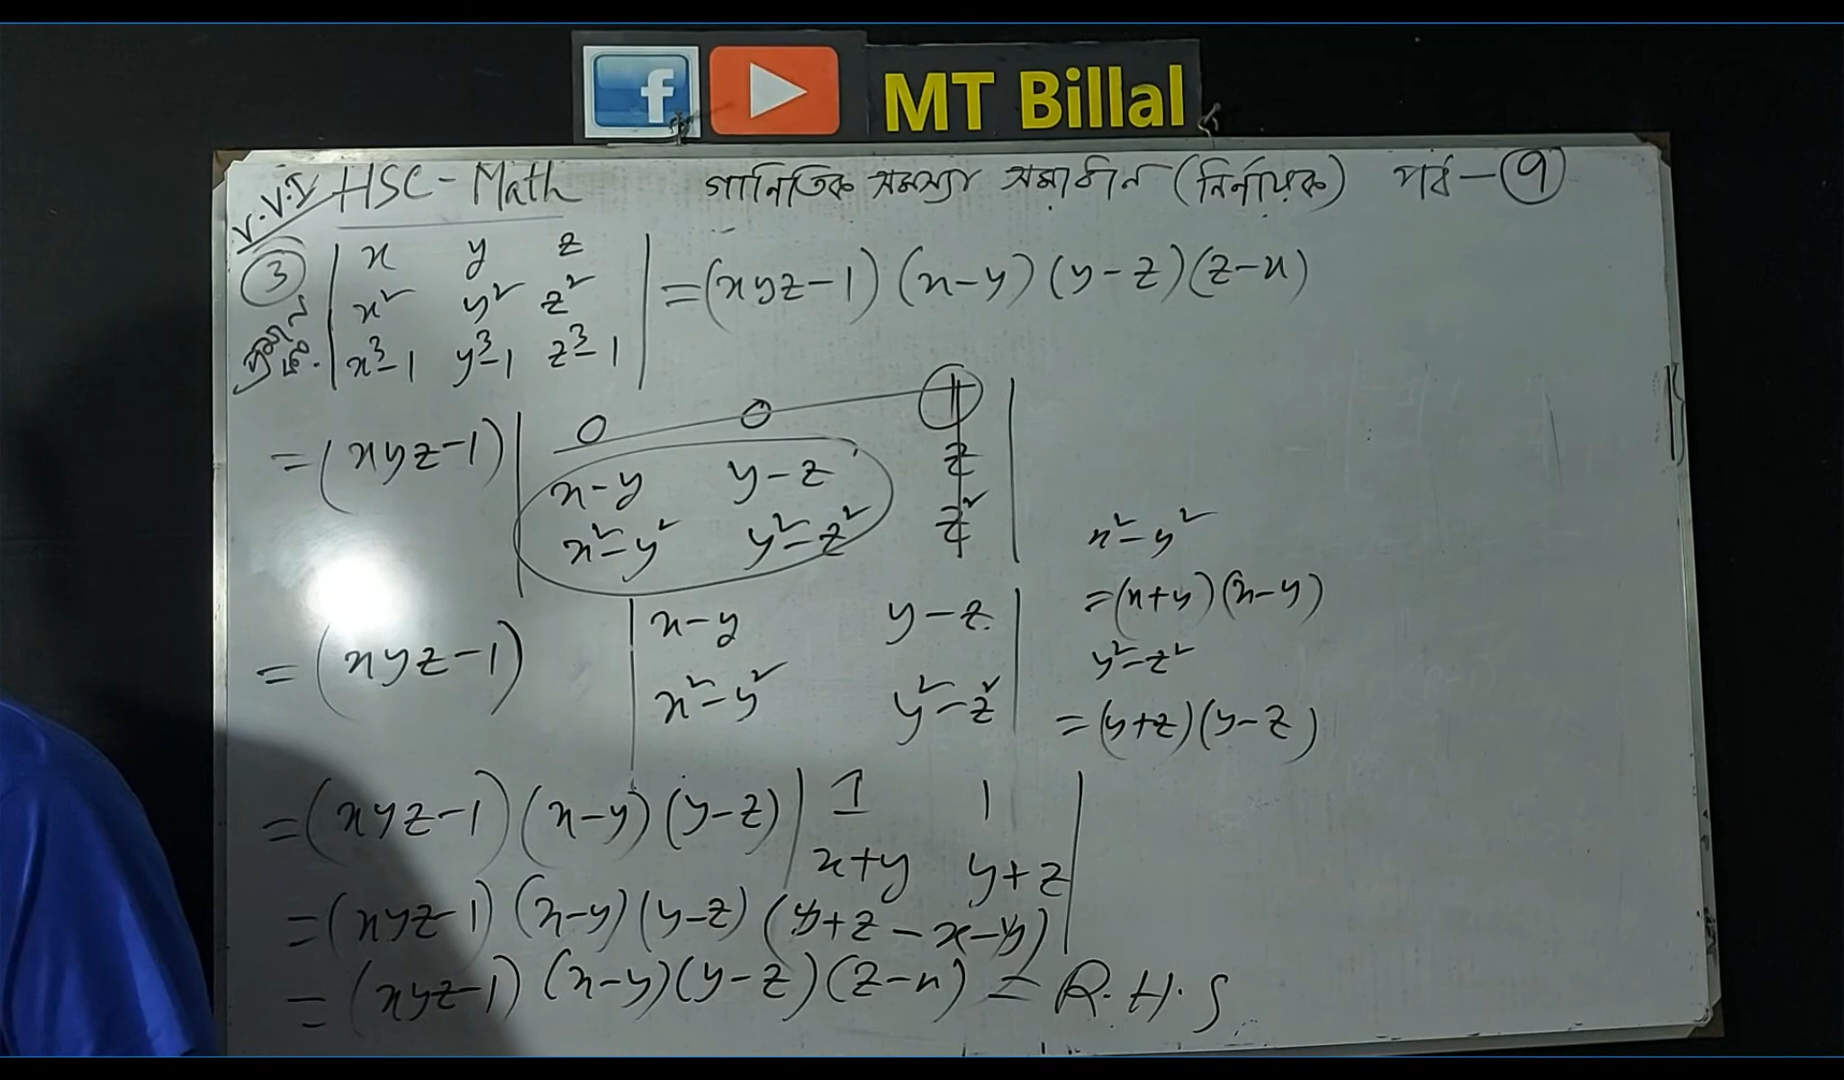 f
MT Billal
V.V.I HSC-Math গানিতিক সমস্যা সমাধান (নির্নায়ক) পর্ব-৭
3 | x y z |
| x² y² z² | = (xyz-1) (x-y) (y-z) (z-x)
প্রমান কর. | x³-1 y³-1 z³-1 |
| 0 0 1 |
= (xyz-1) | x-y y-z z |
| x²-y² y²-z² z² |
x²-y²
= (x+y) (x-y)
y²-z²
= (y+z) (y-z)
= (xyz-1) | x-y y-z |
| x²-y² y²-z² |
= (xyz-1) (x-y) (y-z) | 1 1 |
| x+y y+z |
= (xyz-1) (x-y) (y-z) (y+z-x-y)
= (xyz-1) (x-y) (y-z) (z-x) = R.H.S